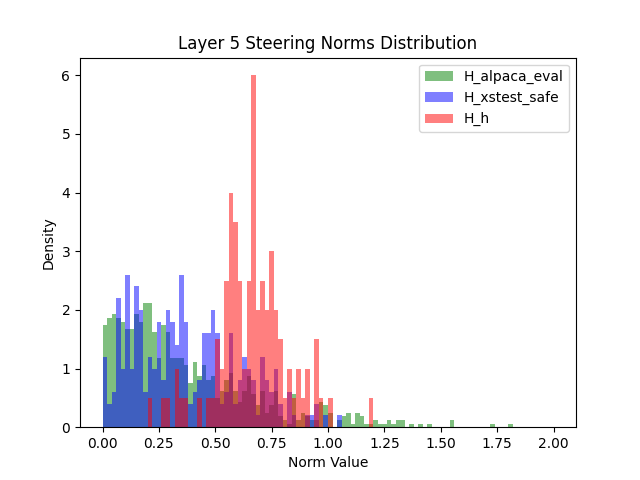 Layer 5 Steering Norms Distribution
H_alpaca_eval
H_xstest_safe
H_h
6
5
4
3
2
1
0
Density
0.00 0.25 0.50 0.75 1.00 1.25 1.50 1.75 2.00
Norm Value